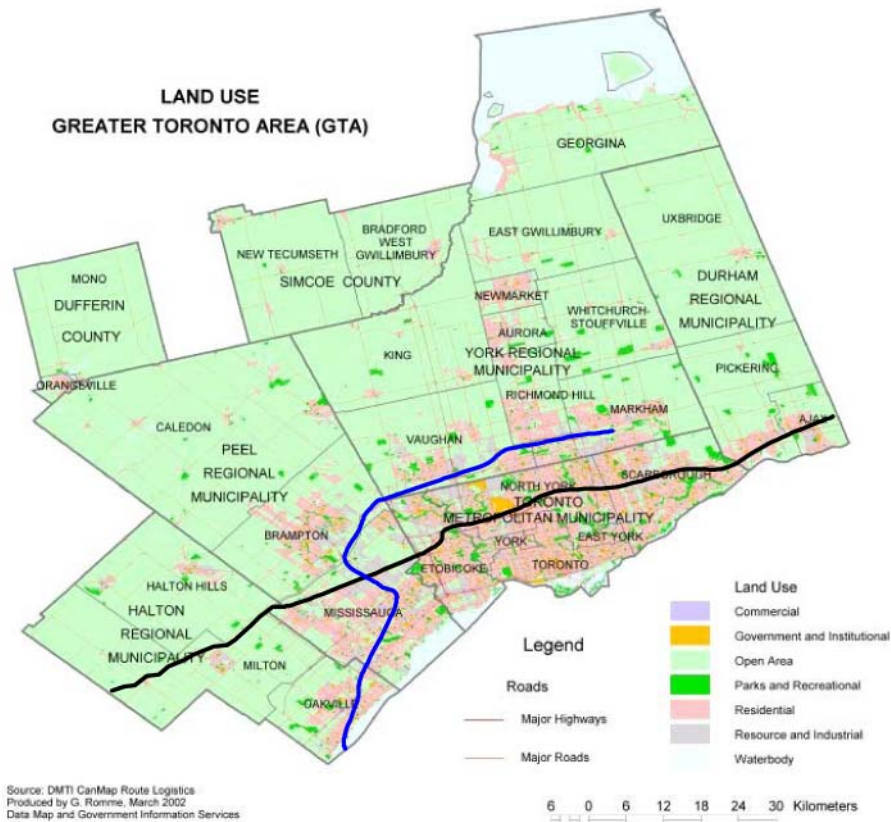 LAND USE
GREATER TORONTO AREA (GTA)
GEORGINA
UXBRIDGE
BRADFORD
WEST
GWILLIMBURY
EAST GWILLIMBURY
NEW TECUMSETH
SIMCOE COUNTY
MONO
DUFFERIN
COUNTY
DURHAM
REGIONAL
MUNICIPALITY
NEWMARKET
WHITCHURCH-
STOUFFVILLE
AURORA
KING
YORK REGIONAL
MUNICIPALITY
PICKERING
ORANGEVILLE
RICHMOND HILL
MARKHAM
AJAX
CALEDON
VAUGHAN
PEEL
REGIONAL
MUNICIPALITY
SCARBOROUGH
NORTH YORK
TORONTO
METROPOLITAN MUNICIPALITY
BRAMPTON
YORK
EAST YORK
ETOBICOKE
TORONTO
HALTON HILLS
HALTON
REGIONAL
MUNICIPALITY
MISSISSAUGA
MILTON
OAKVILLE
Legend
Roads
Major Highways
Major Roads
Land Use
Commercial
Government and Institutional
Open Area
Parks and Recreational
Residential
Resource and Industrial
Waterbody
Source: DMTI CanMap Route Logistics
Produced by G. Romme, March 2002
Data Map and Government Information Services
6 0 6 12 18 24 30 Kilometers